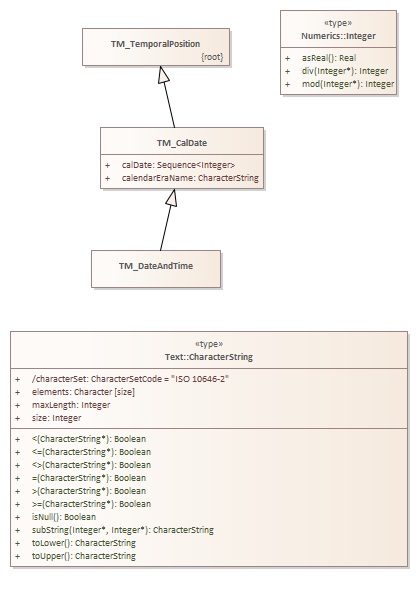 TM_TemporalPosition
{root}
«type»
Numerics::Integer
+ asReal(): Real
+ div(Integer*): Integer
+ mod(Integer*): Integer
TM_CalDate
+ calDate: Sequence<Integer>
+ calendarEraName: CharacterString
TM_DateAndTime
«type»
Text::CharacterString
+ /characterSet: CharacterSetCode = "ISO 10646-2"
+ elements: Character [size]
+ maxLength: Integer
+ size: Integer
+ <(CharacterString*): Boolean
+ <=(CharacterString*): Boolean
+ <>(CharacterString*): Boolean
+ =(CharacterString*): Boolean
+ >(CharacterString*): Boolean
+ >=(CharacterString*): Boolean
+ isNull(): Boolean
+ subString(Integer*, Integer*): CharacterString
+ toLower(): CharacterString
+ toUpper(): CharacterString